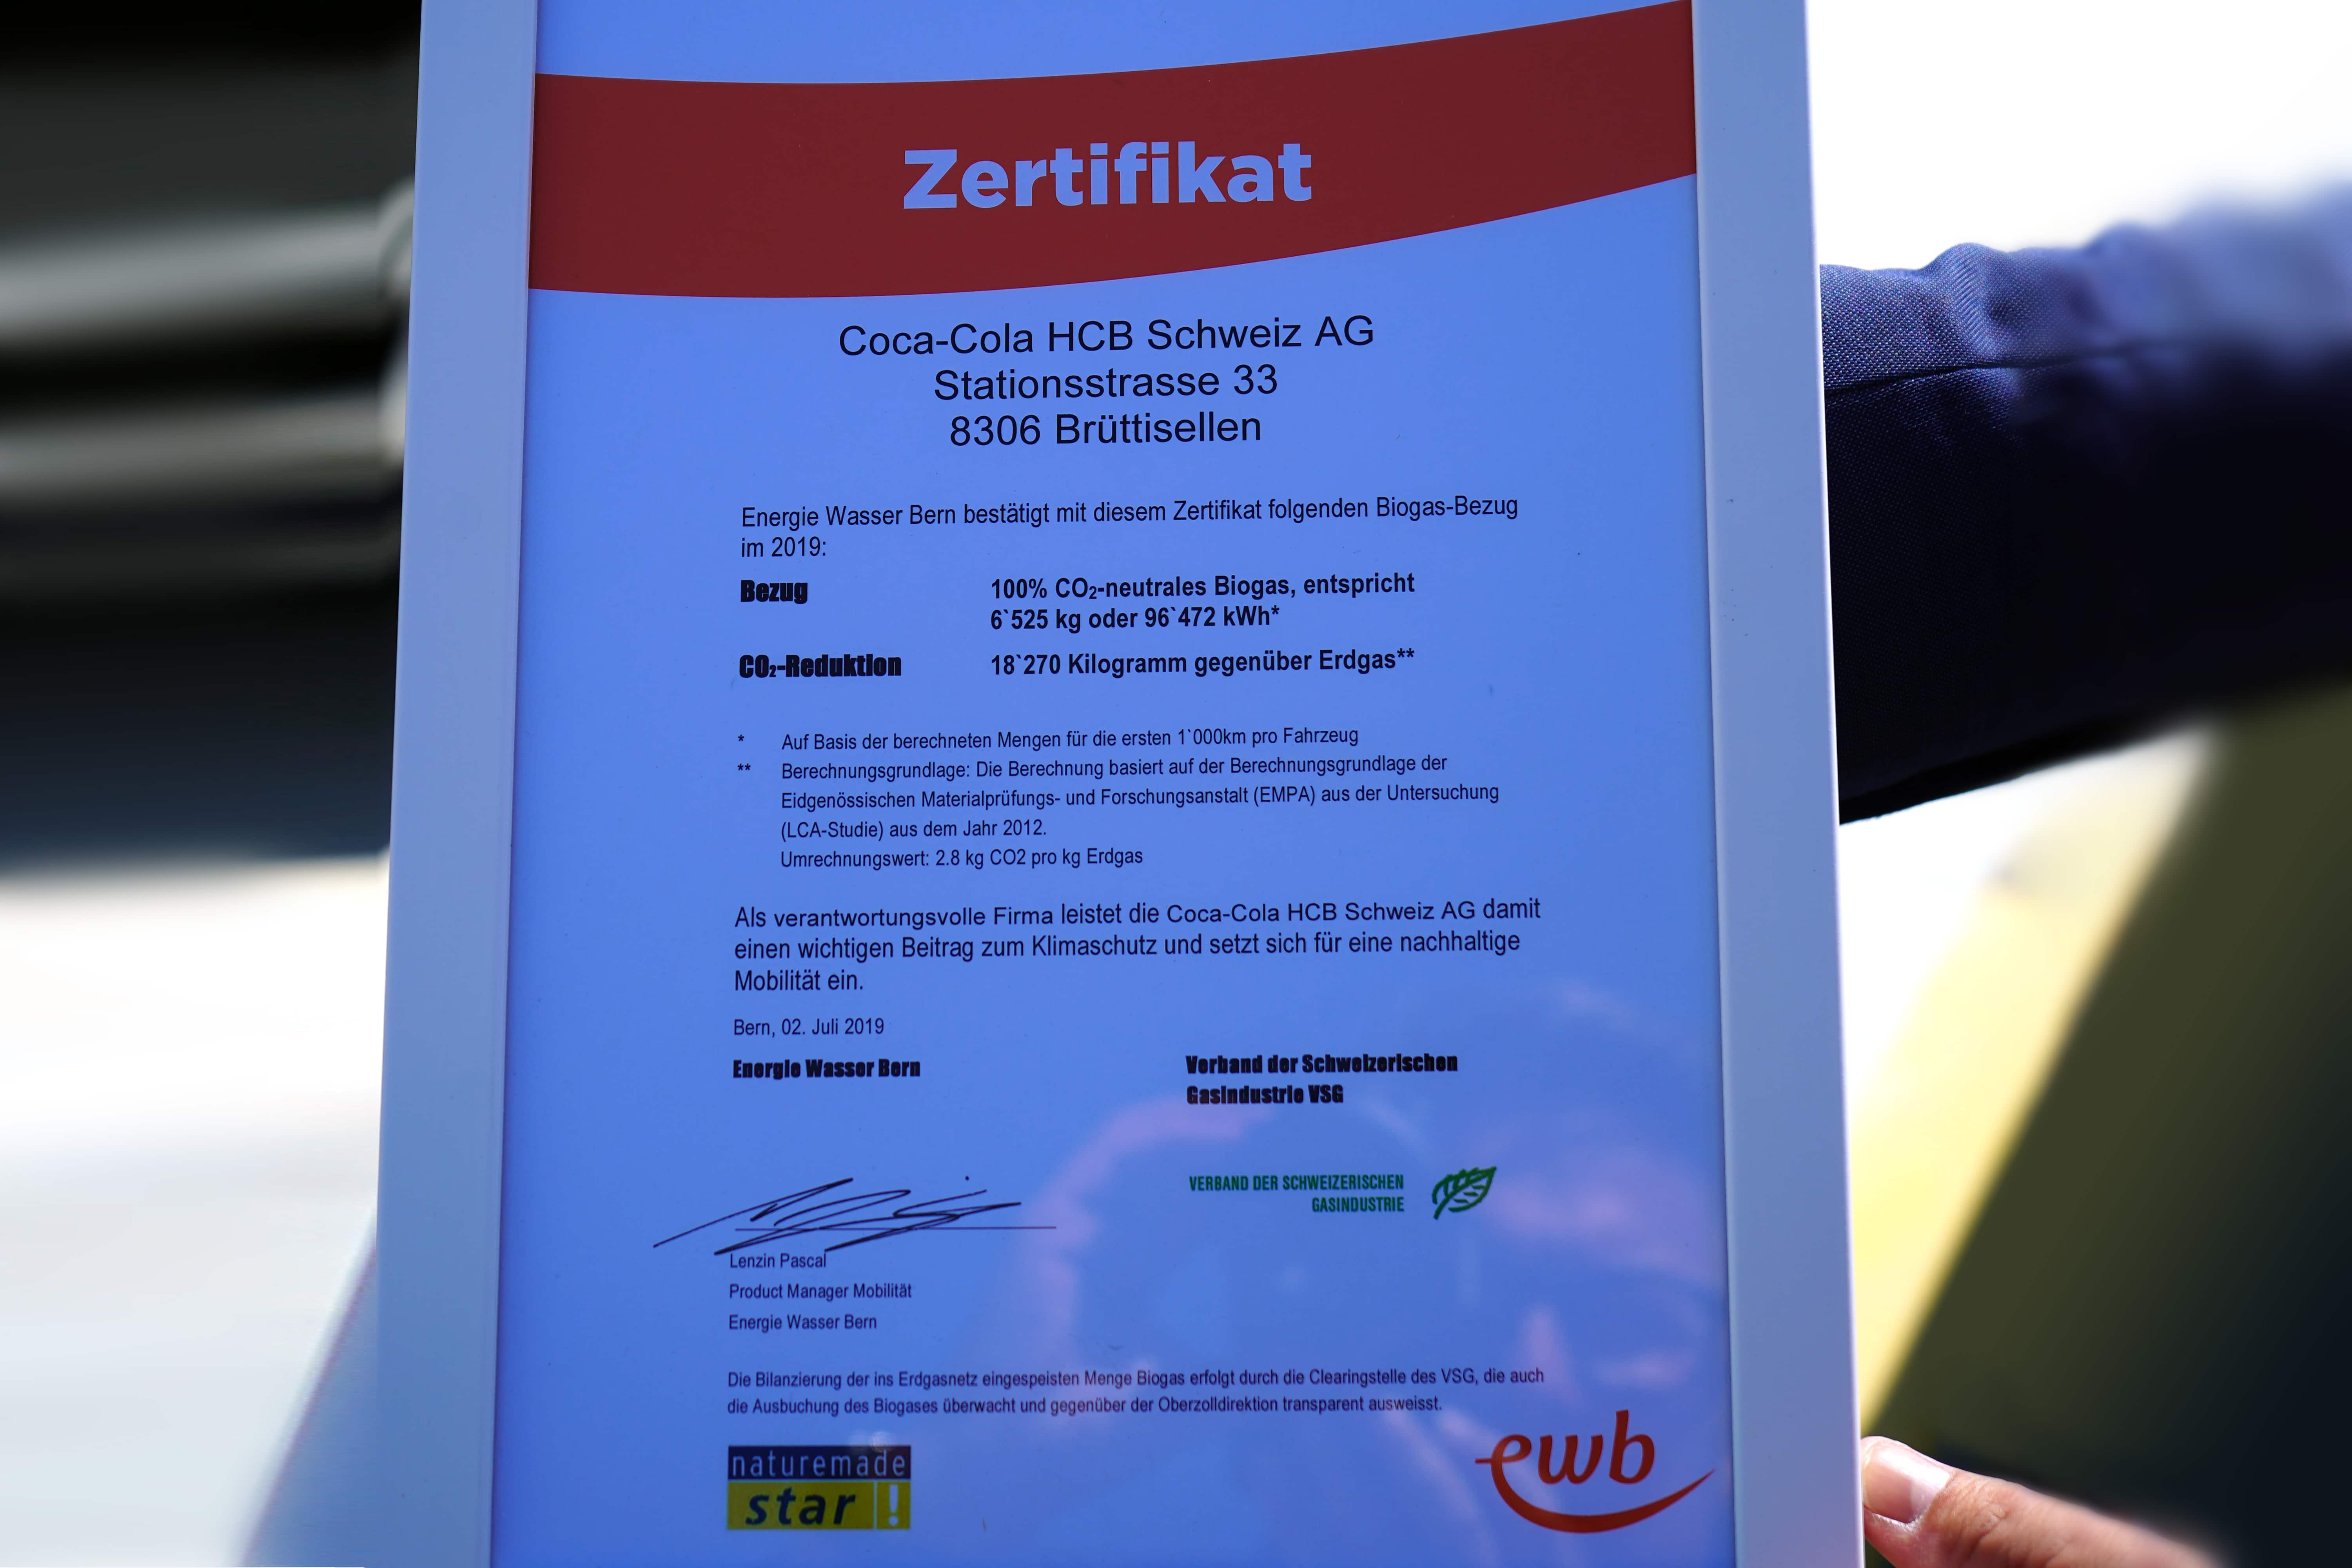 Zertifikat
Coca-Cola HCB Schweiz AG
Stationsstrasse 33
8306 Brüttisellen
Energie Wasser Bern bestätigt mit diesem Zertifikat folgenden Biogas-Bezug
im 2019:
Bezug 100% CO₂-neutrales Biogas, entspricht
6`525 kg oder 96`472 kWh*
CO₂-Reduktion 18`270 Kilogramm gegenüber Erdgas**
* Auf Basis der berechneten Mengen für die ersten 1`000km pro Fahrzeug
** Berechnungsgrundlage: Die Berechnung basiert auf der Berechnungsgrundlage der
Eidgenössischen Materialprüfungs- und Forschungsanstalt (EMPA) aus der Untersuchung
(LCA-Studie) aus dem Jahr 2012.
Umrechnungswert: 2.8 kg CO2 pro kg Erdgas
Als verantwortungsvolle Firma leistet die Coca-Cola HCB Schweiz AG damit
einen wichtigen Beitrag zum Klimaschutz und setzt sich für eine nachhaltige
Mobilität ein.
Bern, 02. Juli 2019
Energie Wasser Bern
Verband der Schweizerischen
Gasindustrie VSG
VERBAND DER SCHWEIZERISCHEN
GASINDUSTRIE
Lenzin Pascal
Product Manager Mobilität
Energie Wasser Bern
Die Bilanzierung der ins Erdgasnetz eingespeisten Menge Biogas erfolgt durch die Clearingstelle des VSG, die auch
die Ausbuchung des Biogases überwacht und gegenüber der Oberzolldirektion transparent ausweisst.
naturemade
star!
ewb